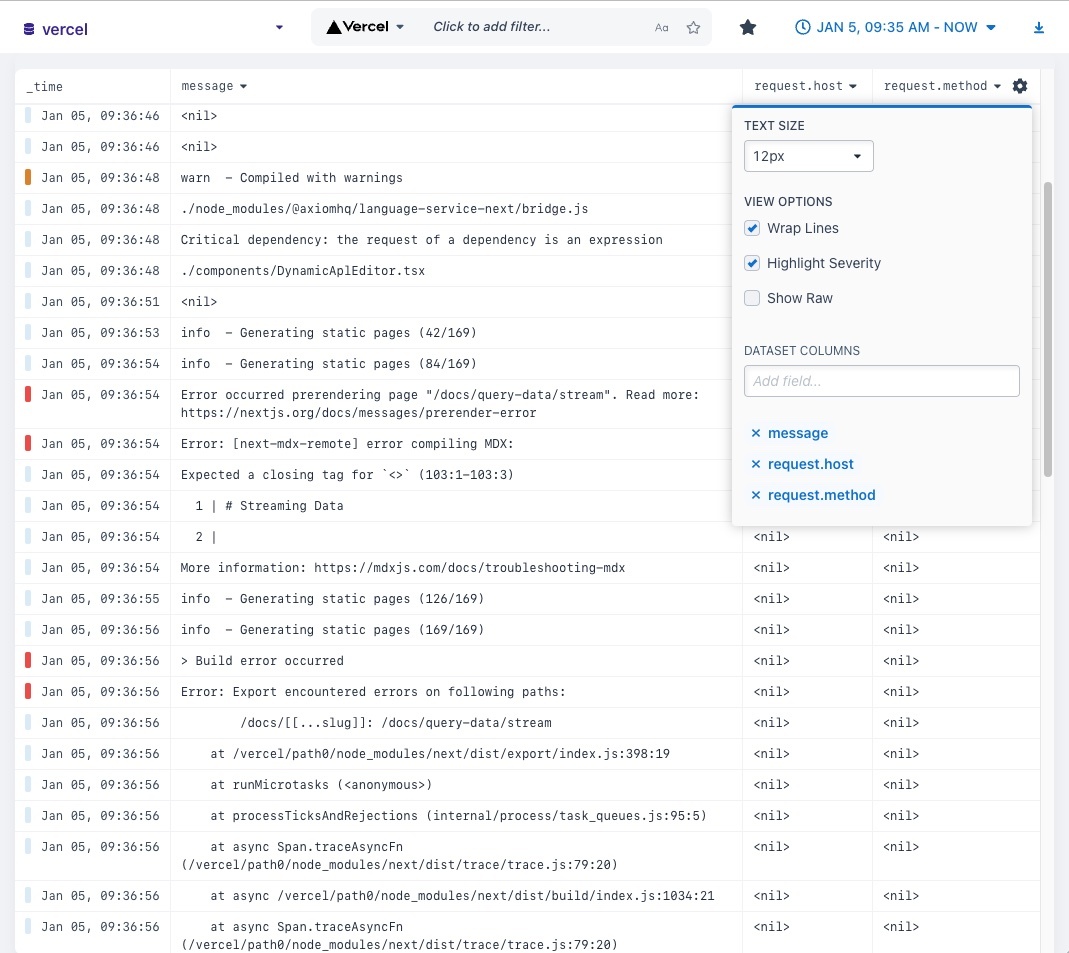 vercel
Vercel
Click to add filter...
Aa
JAN 5, 09:35 AM - NOW
_time message request.host request.method
Jan 05, 09:36:46 <nil>
Jan 05, 09:36:46 <nil>
Jan 05, 09:36:48 warn  - Compiled with warnings
Jan 05, 09:36:48 ./node_modules/@axiomhq/language-service-next/bridge.js
Jan 05, 09:36:48 Critical dependency: the request of a dependency is an expression
Jan 05, 09:36:48 ./components/DynamicAplEditor.tsx
Jan 05, 09:36:51 <nil>
Jan 05, 09:36:53 info  - Generating static pages (42/169)
Jan 05, 09:36:54 info  - Generating static pages (84/169)
Jan 05, 09:36:54 Error occurred prerendering page "/docs/query-data/stream". Read more:
https://nextjs.org/docs/messages/prerender-error
Jan 05, 09:36:54 Error: [next-mdx-remote] error compiling MDX:
Jan 05, 09:36:54 Expected a closing tag for `<>` (103:1-103:3)
Jan 05, 09:36:54   1 | # Streaming Data
Jan 05, 09:36:54   2 | <nil> <nil>
Jan 05, 09:36:54 More information: https://mdxjs.com/docs/troubleshooting-mdx <nil> <nil>
Jan 05, 09:36:55 info  - Generating static pages (126/169) <nil> <nil>
Jan 05, 09:36:56 info  - Generating static pages (169/169) <nil> <nil>
Jan 05, 09:36:56 > Build error occurred <nil> <nil>
Jan 05, 09:36:56 Error: Export encountered errors on following paths: <nil> <nil>
Jan 05, 09:36:56 /docs/[[...slug]]: /docs/query-data/stream <nil> <nil>
Jan 05, 09:36:56 at /vercel/path0/node_modules/next/dist/export/index.js:398:19 <nil> <nil>
Jan 05, 09:36:56 at runMicrotasks (<anonymous>) <nil> <nil>
Jan 05, 09:36:56 at processTicksAndRejections (internal/process/task_queues.js:95:5) <nil> <nil>
Jan 05, 09:36:56 at async Span.traceAsyncFn <nil> <nil>
(/vercel/path0/node_modules/next/dist/trace/trace.js:79:20)
Jan 05, 09:36:56 at async /vercel/path0/node_modules/next/dist/build/index.js:1034:21 <nil> <nil>
Jan 05, 09:36:56 at async Span.traceAsyncFn <nil> <nil>
(/vercel/path0/node_modules/next/dist/trace/trace.js:79:20)
TEXT SIZE
12px
VIEW OPTIONS
Wrap Lines
Highlight Severity
Show Raw
DATASET COLUMNS
Add field...
× message
× request.host
× request.method